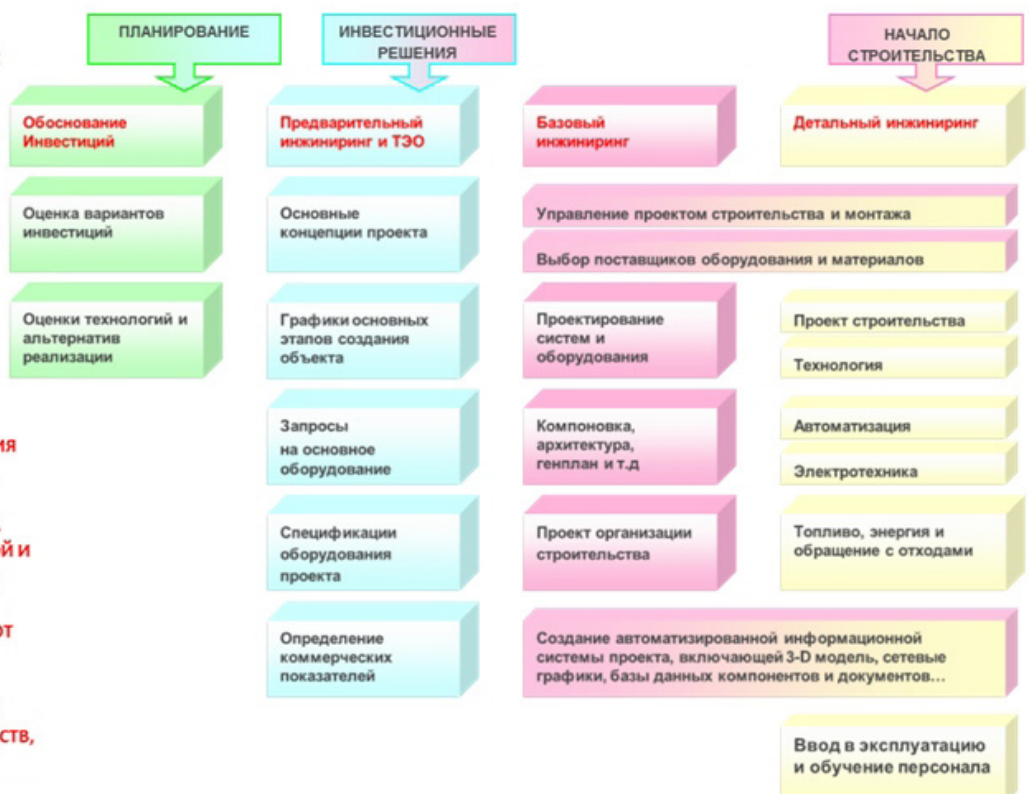 ПЛАНИРОВАНИЕ
ИНВЕСТИЦИОННЫЕ
РЕШЕНИЯ
НАЧАЛО
СТРОИТЕЛЬСТВА
Обоснование
Инвестиций
Предварительный
инжиниринг и ТЭО
Базовый
инжиниринг
Детальный инжиниринг
Оценка вариантов
инвестиций
Основные
концепции проекта
Управление проектом строительства и монтажа
Выбор поставщиков оборудования и материалов
Оценки технологий и
альтернатив
реализации
Графики основных
этапов создания
объекта
Проектирование
систем и
оборудования
Проект строительства
Технология
Запросы
на основное
оборудование
Компоновка,
архитектура,
генплан и т.д
Автоматизация
Электротехника
Спецификации
оборудования
проекта
Проект организации
строительства
Топливо, энергия и
обращение с отходами
Определение
коммерческих
показателей
Создание автоматизированной информационной
системы проекта, включающей 3-D модель, сетевые
графики, базы данных компонентов и документов...
Ввод в эксплуатацию
и обучение персонала